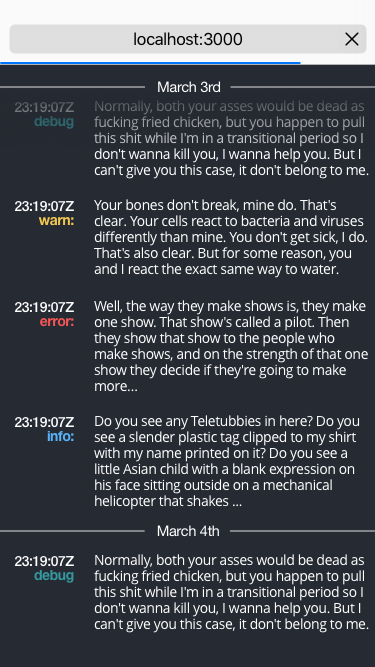 localhost:3000
March 3rd
23:19:07Z Normally, both your asses would be dead as
debug fucking fried chicken, but you happen to pull
this shit while I'm in a transitional period so I
don't wanna kill you, I wanna help you. But I
can't give you this case, it don't belong to me.
23:19:07Z Your bones don't break, mine do. That's
warn: clear. Your cells react to bacteria and viruses
differently than mine. You don't get sick, I do.
That's also clear. But for some reason, you
and I react the exact same way to water.
23:19:07Z Well, the way they make shows is, they make
error: one show. That show's called a pilot. Then
they show that show to the people who
make shows, and on the strength of that one
show they decide if they're going to make
more...
23:19:07Z Do you see any Teletubbies in here? Do you
info: see a slender plastic tag clipped to my shirt
with my name printed on it? Do you see a
little Asian child with a blank expression on
his face sitting outside on a mechanical
helicopter that shakes ...
March 4th
23:19:07Z Normally, both your asses would be dead as
debug fucking fried chicken, but you happen to pull
this shit while I'm in a transitional period so I
don't wanna kill you, I wanna help you. But I
can't give you this case, it don't belong to me.